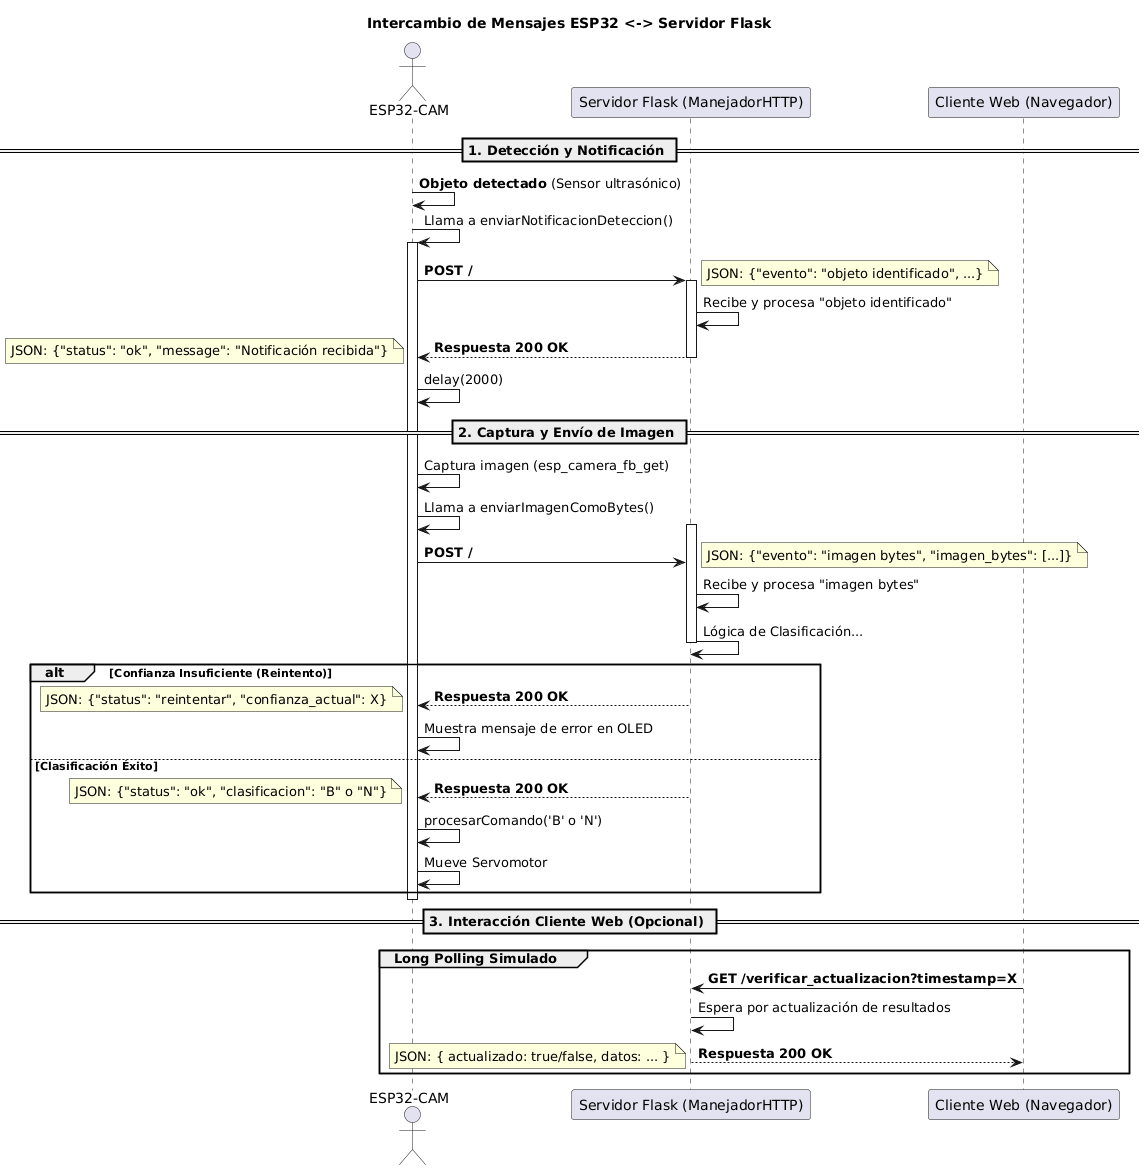 Intercambio de Mensajes ESP32 <-> Servidor Flask
ESP32-CAM
Servidor Flask (ManejadorHTTP)
Cliente Web (Navegador)
1. Detección y Notificación
Objeto detectado (Sensor ultrasónico)
Llama a enviarNotificacionDeteccion()
POST /
JSON: {"evento": "objeto identificado", ...}
Recibe y procesa "objeto identificado"
JSON: {"status": "ok", "message": "Notificación recibida"}
Respuesta 200 OK
delay(2000)
2. Captura y Envío de Imagen
Captura imagen (esp_camera_fb_get)
Llama a enviarImagenComoBytes()
POST /
JSON: {"evento": "imagen bytes", "imagen_bytes": [...]}
Recibe y procesa "imagen bytes"
Lógica de Clasificación...
alt [Confianza Insuficiente (Reintento)]
JSON: {"status": "reintentar", "confianza_actual": X}
Respuesta 200 OK
Muestra mensaje de error en OLED
[Clasificación Éxito]
JSON: {"status": "ok", "clasificacion": "B" o "N"}
Respuesta 200 OK
procesarComando('B' o 'N')
Mueve Servomotor
3. Interacción Cliente Web (Opcional)
Long Polling Simulado
GET /verificar_actualizacion?timestamp=X
Espera por actualización de resultados
JSON: { actualizado: true/false, datos: ... }
Respuesta 200 OK
ESP32-CAM
Servidor Flask (ManejadorHTTP)
Cliente Web (Navegador)